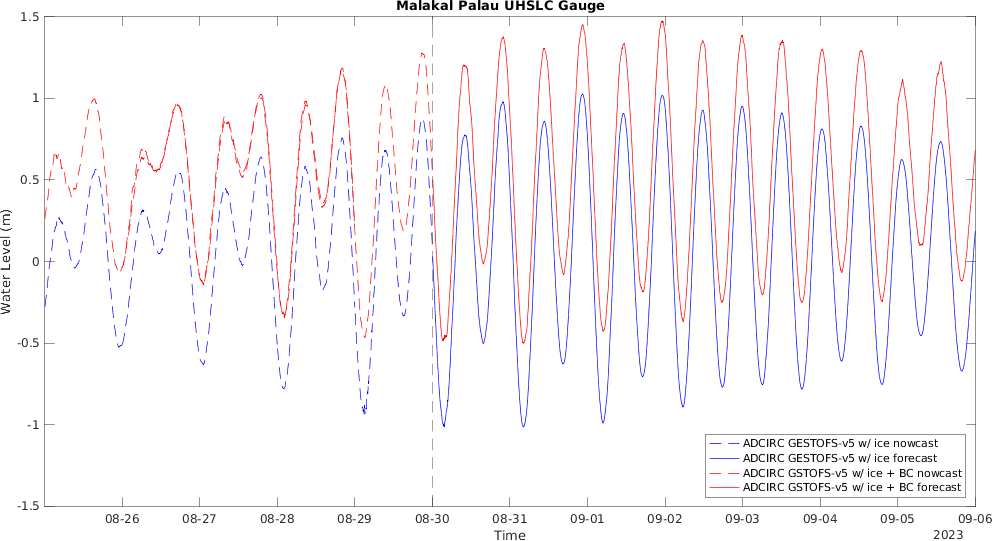 Malakal Palau UHSLC Gauge
1.5
1
0.5
0
-0.5
-1
-1.5
Water Level (m)
08-26 08-27 08-28 08-29 08-30 08-31 09-01 09-02 09-03 09-04 09-05 09-06
Time
2023
ADCIRC GESTOFS-v5 w/ ice nowcast
ADCIRC GESTOFS-v5 w/ ice forecast
ADCIRC GSTOFS-v5 w/ ice + BC nowcast
ADCIRC GSTOFS-v5 w/ ice + BC forecast